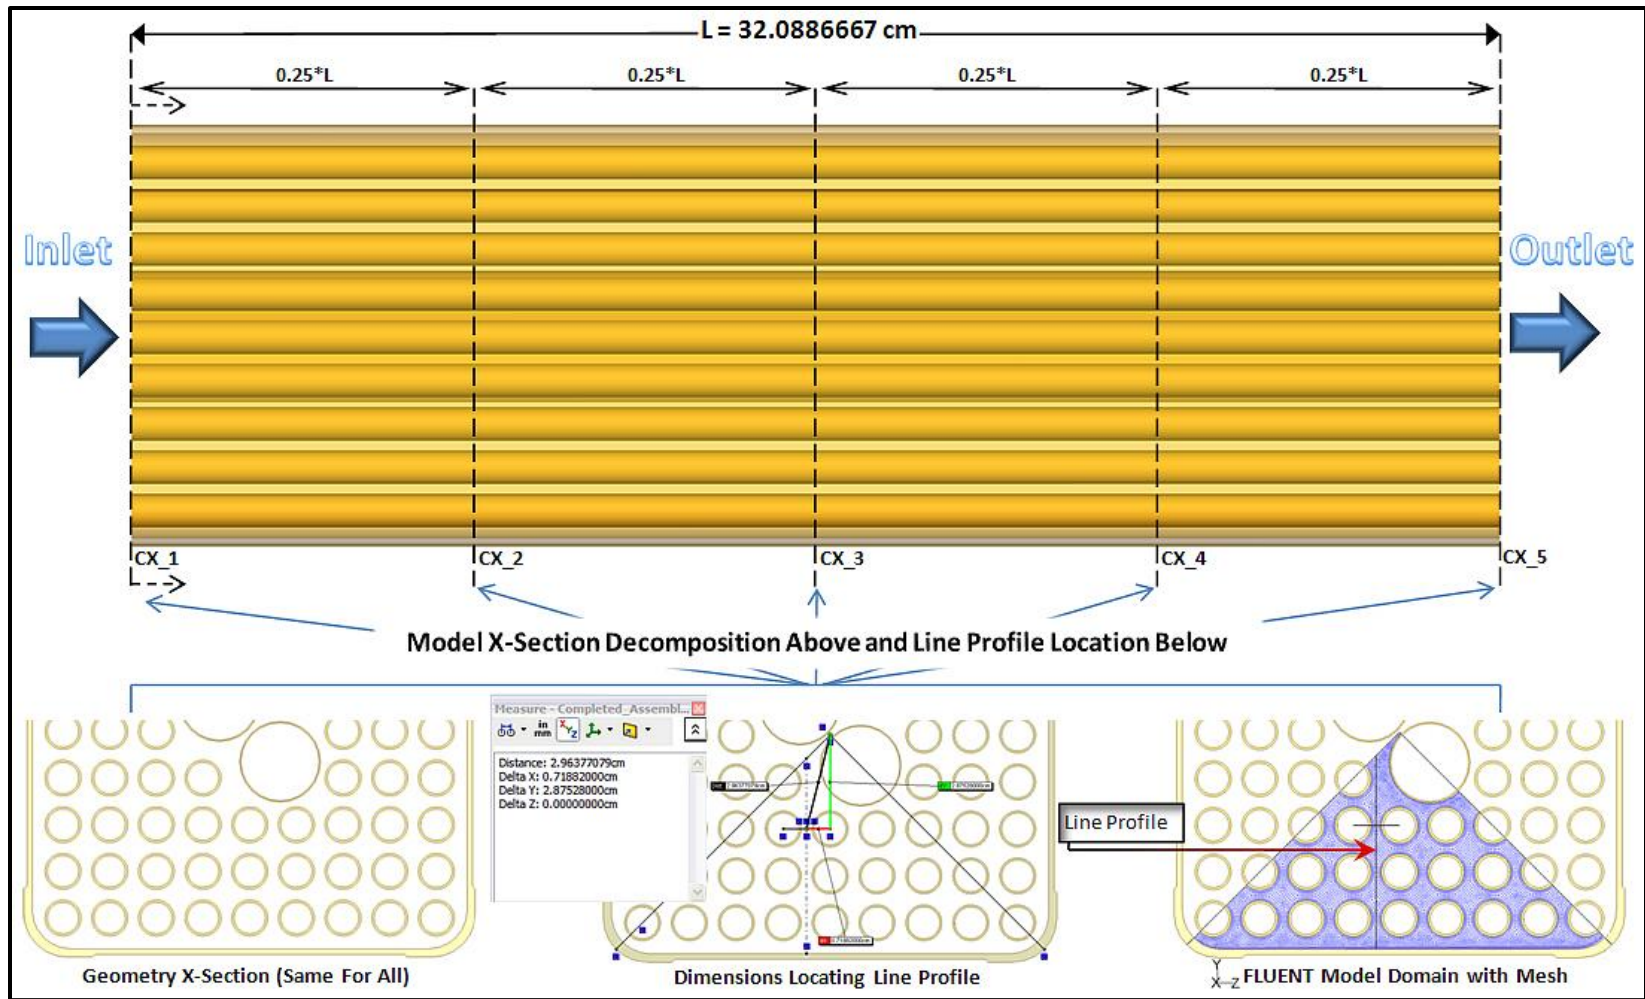 L = 32.0886667 cm
0.25*L
0.25*L
0.25*L
0.25*L
Inlet
Outlet
CX_1
CX_2
CX_3
CX_4
CX_5
Model X-Section Decomposition Above and Line Profile Location Below
Measure - Completed_Assembl...
in
mm
XYZ
Distance: 2.96377079cm
Delta X: 0.71882000cm
Delta Y: 2.87528000cm
Delta Z: 0.00000000cm
Line Profile
Geometry X-Section (Same For All)
Dimensions Locating Line Profile
Y
X Z
FLUENT Model Domain with Mesh